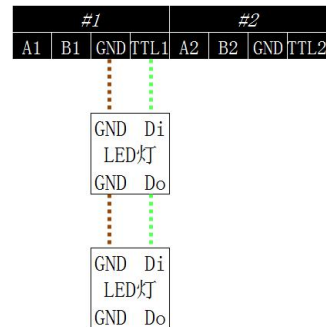 #1 #2
A1 B1 GND TTL1 A2 B2 GND TTL2
GND Di
LED灯
GND Do
GND Di
LED灯
GND Do